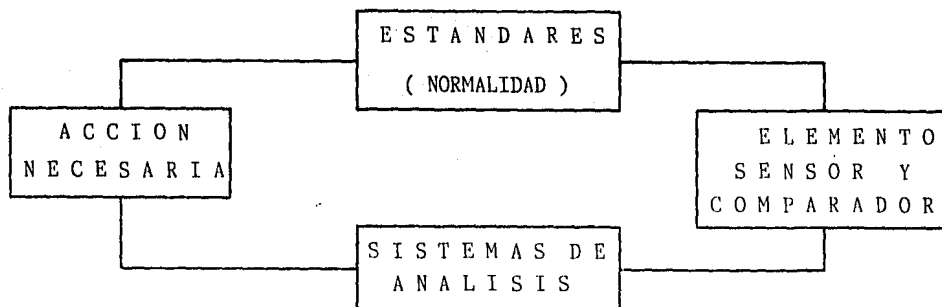 ESTANDARES
( NORMALIDAD )
ACCION
NECESARIA
ELEMENTO
SENSOR Y
COMPARADOR
SISTEMAS DE
ANALISIS